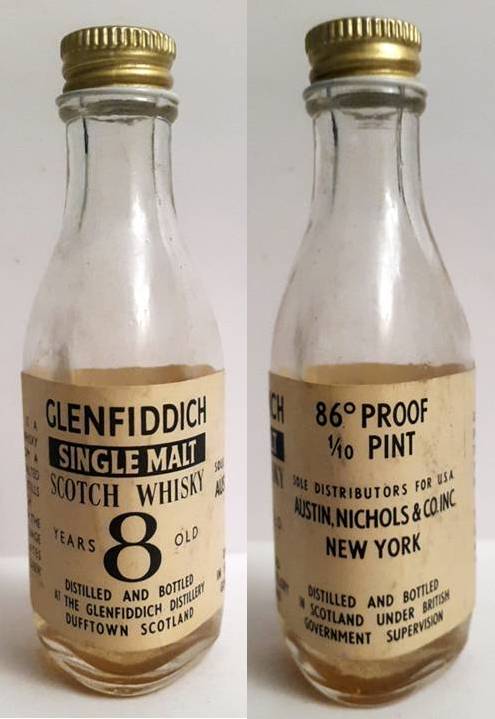 GLENFIDDICH
SINGLE MALT
SCOTCH WHISKY
YEARS 8 OLD
DISTILLED AND BOTTLED
AT THE GLENFIDDICH DISTILLERY
DUFFTOWN SCOTLAND
86° PROOF
1/10 PINT
SOLE DISTRIBUTORS FOR U.S.A.
AUSTIN, NICHOLS & CO. INC.
NEW YORK
DISTILLED AND BOTTLED
IN SCOTLAND UNDER BRITISH
GOVERNMENT SUPERVISION